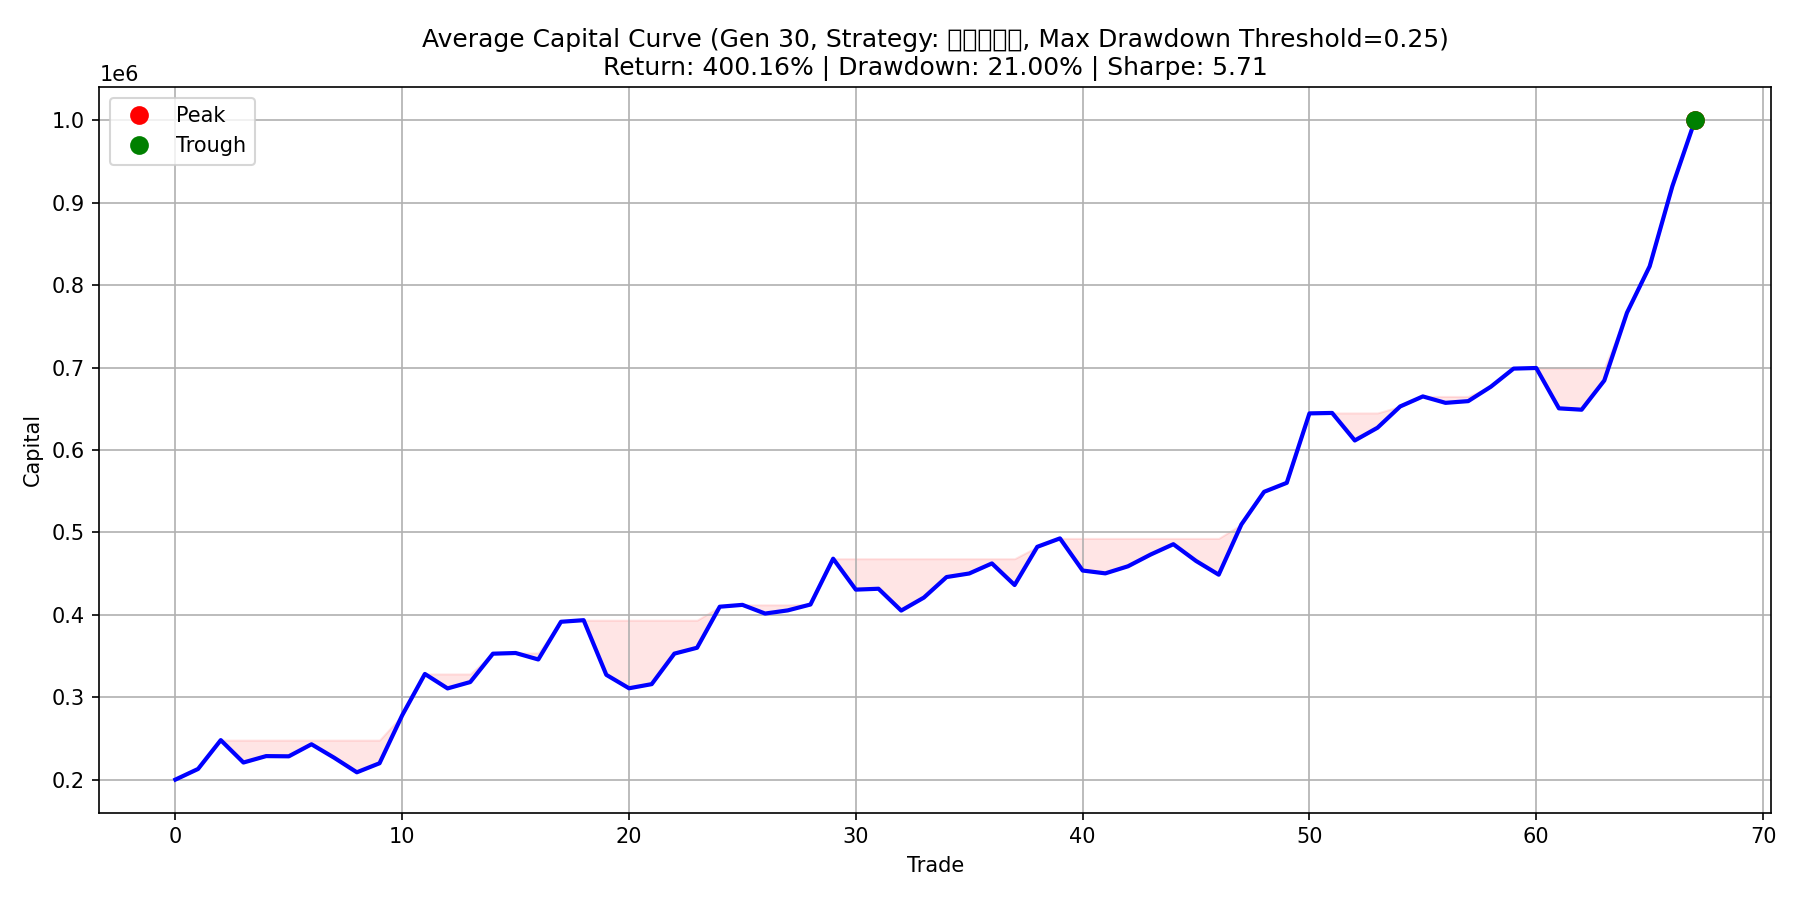 Average Capital Curve (Gen 30, Strategy: □□□□□, Max Drawdown Threshold=0.25)
Return: 400.16% | Drawdown: 21.00% | Sharpe: 5.71
1e6
Peak
Trough
1.0
0.9
0.8
0.7
0.6
0.5
0.4
0.3
0.2
Capital
0 10 20 30 40 50 60 70
Trade